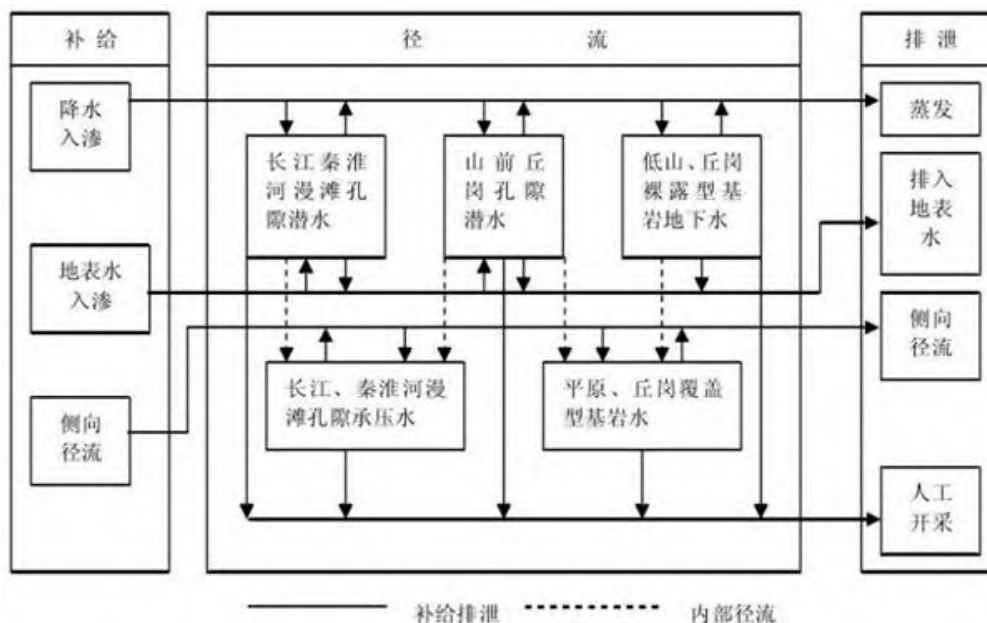 补 给
径 流
排 泄
降水
入渗
地表水
入渗
侧向
径流
长江秦淮
河漫滩孔
隙潜水
山前丘
岗孔隙
潜水
低山、丘岗
裸露型基
岩地下水
长江、秦淮河漫
滩孔隙承压水
平原、丘岗覆盖
型基岩水
蒸发
排入
地表
水
侧向
径流
人工
开采
补给排泄
内部径流